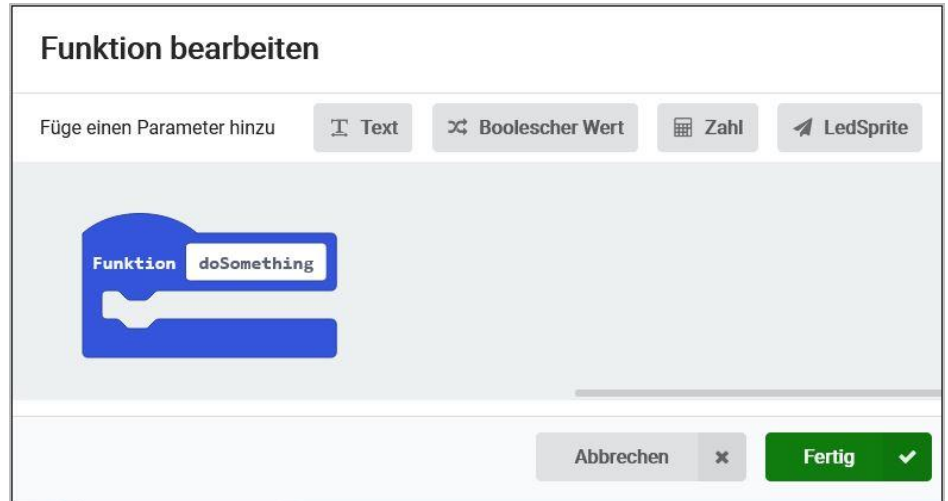 Funktion bearbeiten
Füge einen Parameter hinzu Text Boolescher Wert Zahl LedSprite
Funktion doSomething
Abbrechen Fertig